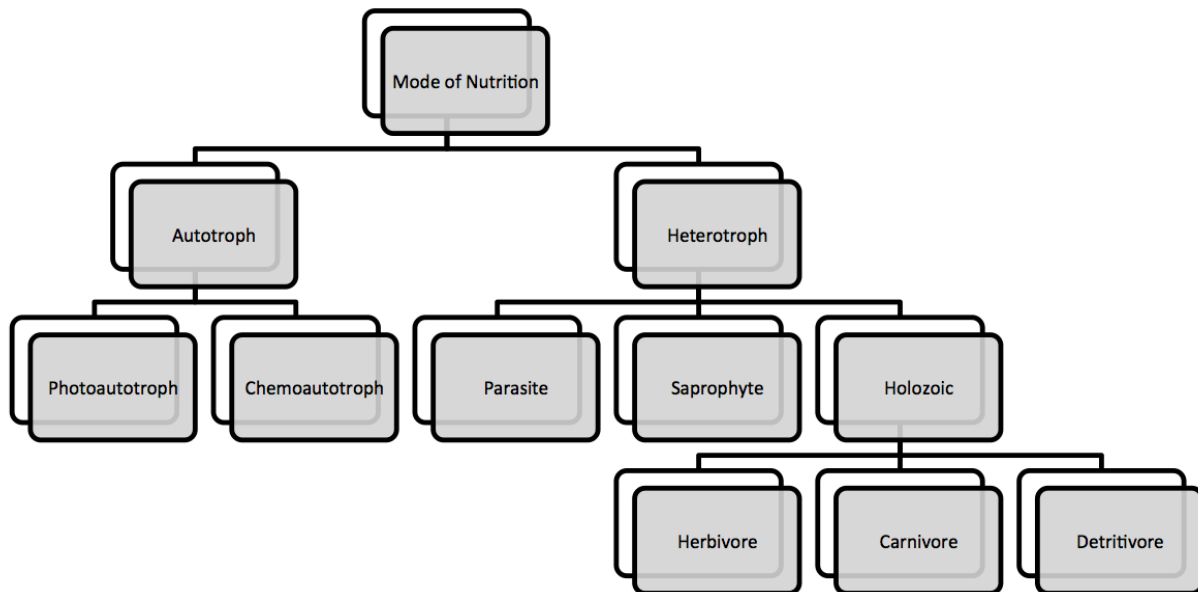 Mode of Nutrition
Autotroph
Heterotroph
Photoautotroph
Chemoautotroph
Parasite
Saprophyte
Holozoic
Herbivore
Carnivore
Detritivore